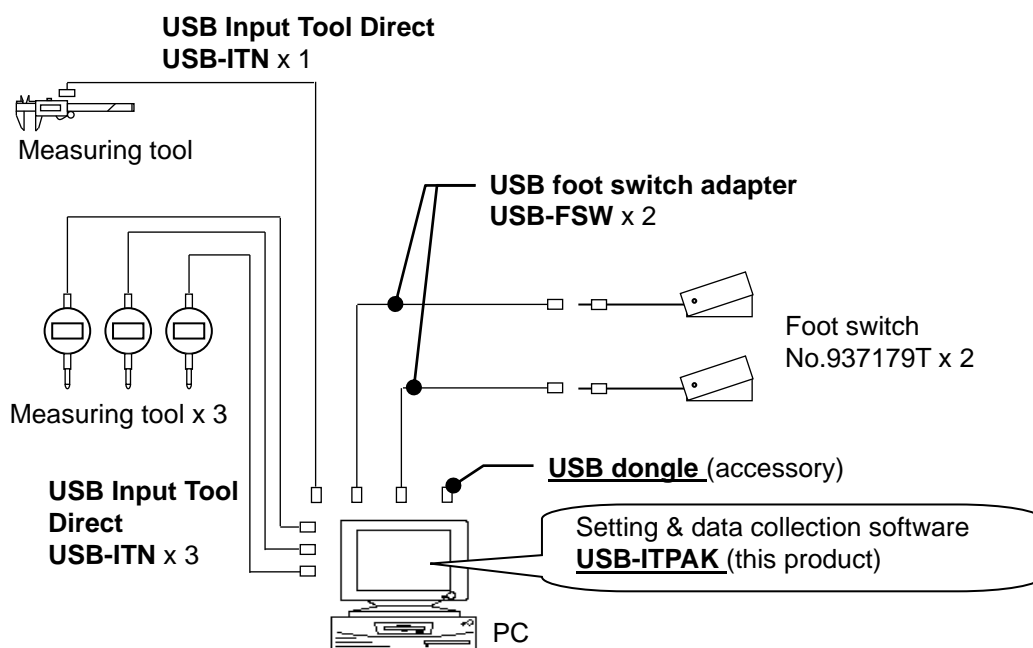 USB Input Tool Direct
USB-ITN x 1
Measuring tool
USB foot switch adapter
USB-FSW x 2
Foot switch
No.937179T x 2
Measuring tool x 3
USB dongle (accessory)
USB Input Tool
Direct
USB-ITN x 3
Setting & data collection software
USB-ITPAK (this product)
PC